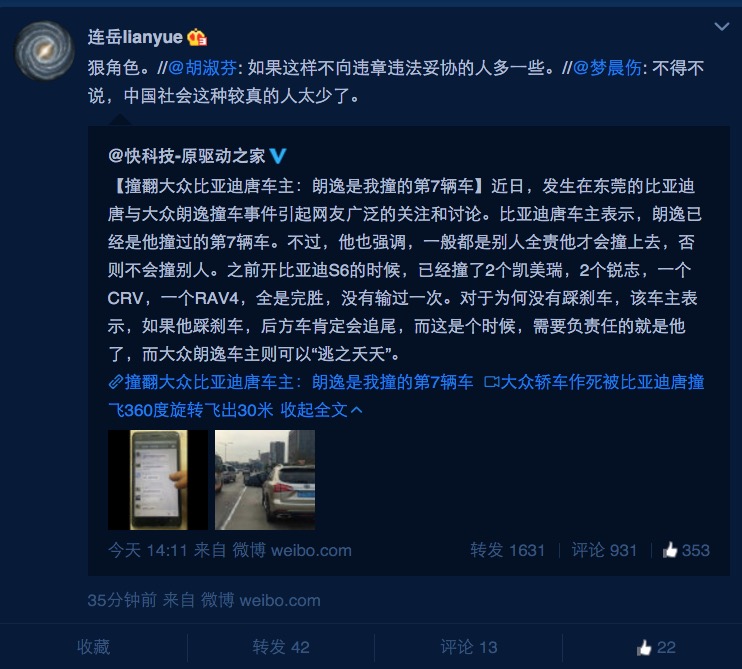 连岳lianyue
狠角色。//@胡淑芬: 如果这样不向违章违法妥协的人多一些。//@梦晨伤: 不得不
说，中国社会这种较真的人太少了。
@快科技-原驱动之家
【撞翻大众比亚迪唐车主：朗逸是我撞的第7辆车】近日，发生在东莞的比亚迪
唐与大众朗逸撞车事件引起网友广泛的关注和讨论。比亚迪唐车主表示，朗逸已
经是他撞过的第7辆车。不过，他也强调，一般都是别人全责他才会撞上去，否
则不会撞别人。之前开比亚迪S6的时候，已经撞了2个凯美瑞，2个锐志，一个
CRV，一个RAV4，全是完胜，没有输过一次。对于为何没有踩刹车，该车主表
示，如果他踩刹车，后方车肯定会追尾，而这是个时候，需要负责任的就是他
了，而大众朗逸车主则可以“逃之夭夭”。
撞翻大众比亚迪唐车主：朗逸是我撞的第7辆车 大众轿车作死被比亚迪唐撞
飞360度旋转飞出30米 收起全文
今天 14:11 来自 微博 weibo.com 转发 1631 评论 931 353
35分钟前 来自 微博 weibo.com
收藏 转发 42 评论 13 22